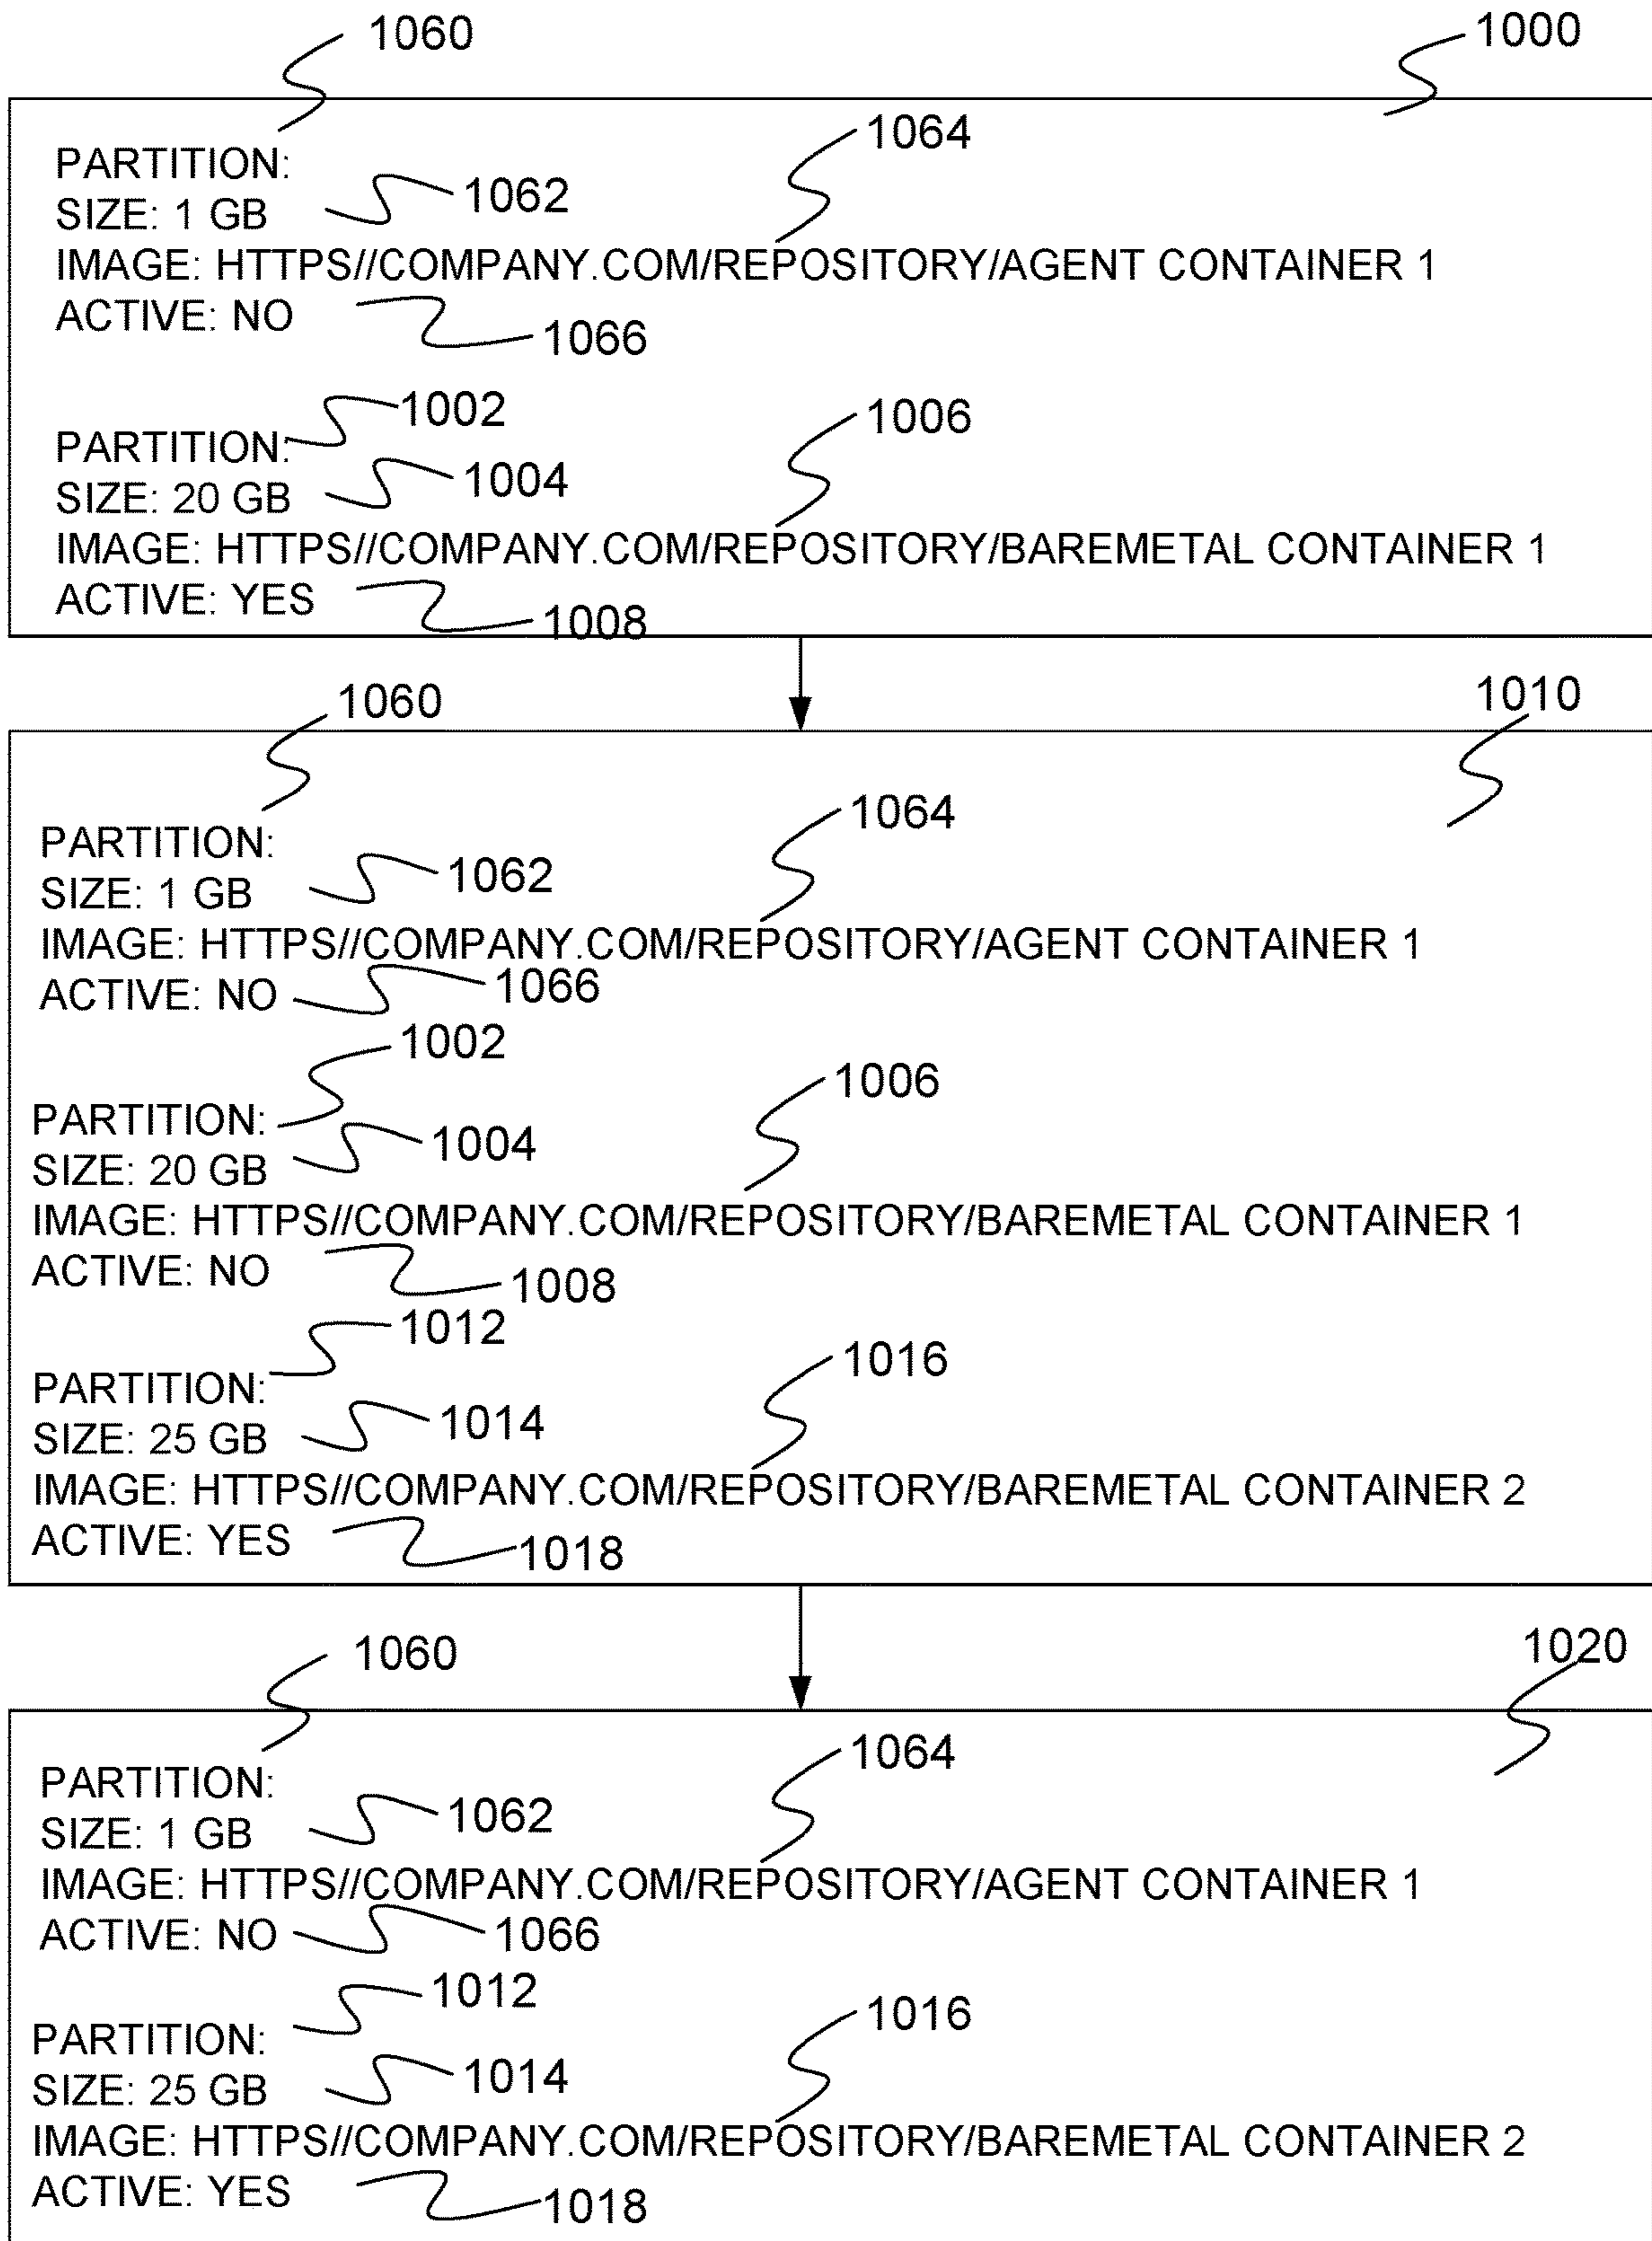 1060
1000
1064
PARTITION:
1062
SIZE: 1 GB
IMAGE: HTTPS//COMPANY.COM/REPOSITORY/AGENT CONTAINER 1
ACTIVE: NO
1066
1002
1006
PARTITION:
1004
SIZE: 20 GB
IMAGE: HTTPS//COMPANY.COM/REPOSITORY/BAREMETAL CONTAINER 1
ACTIVE: YES
1008
1060
1010
1064
PARTITION:
1062
SIZE: 1 GB
IMAGE: HTTPS//COMPANY.COM/REPOSITORY/AGENT CONTAINER 1
ACTIVE: NO
1066
1002
1006
PARTITION:
1004
SIZE: 20 GB
IMAGE: HTTPS//COMPANY.COM/REPOSITORY/BAREMETAL CONTAINER 1
ACTIVE: NO
1008
1012
1016
PARTITION:
1014
SIZE: 25 GB
IMAGE: HTTPS//COMPANY.COM/REPOSITORY/BAREMETAL CONTAINER 2
ACTIVE: YES
1018
1060
1020
1064
PARTITION:
1062
SIZE: 1 GB
IMAGE: HTTPS//COMPANY.COM/REPOSITORY/AGENT CONTAINER 1
ACTIVE: NO
1066
1012
1016
PARTITION:
1014
SIZE: 25 GB
IMAGE: HTTPS//COMPANY.COM/REPOSITORY/BAREMETAL CONTAINER 2
ACTIVE: YES
1018